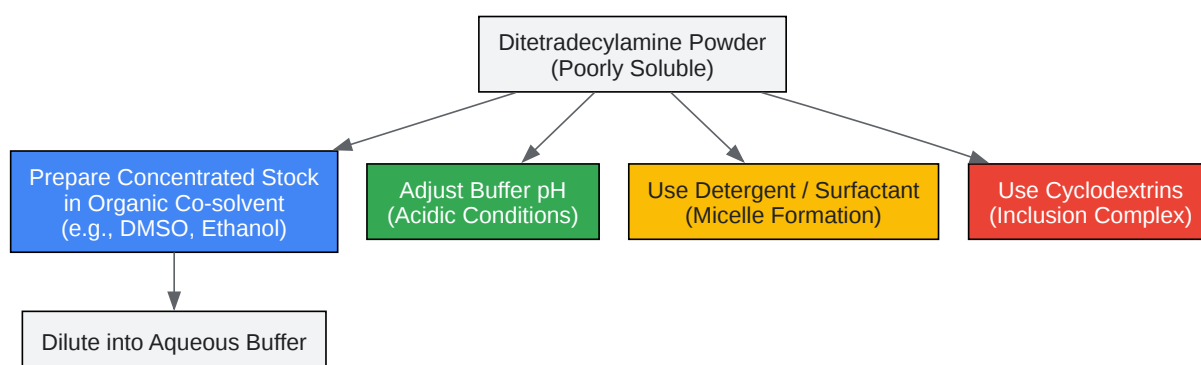 Ditetradecylamine Powder
(Poorly Soluble)
Prepare Concentrated Stock
in Organic Co-solvent
(e.g., DMSO, Ethanol)
Adjust Buffer pH
(Acidic Conditions)
Use Detergent / Surfactant
(Micelle Formation)
Use Cyclodextrins
(Inclusion Complex)
Dilute into Aqueous Buffer